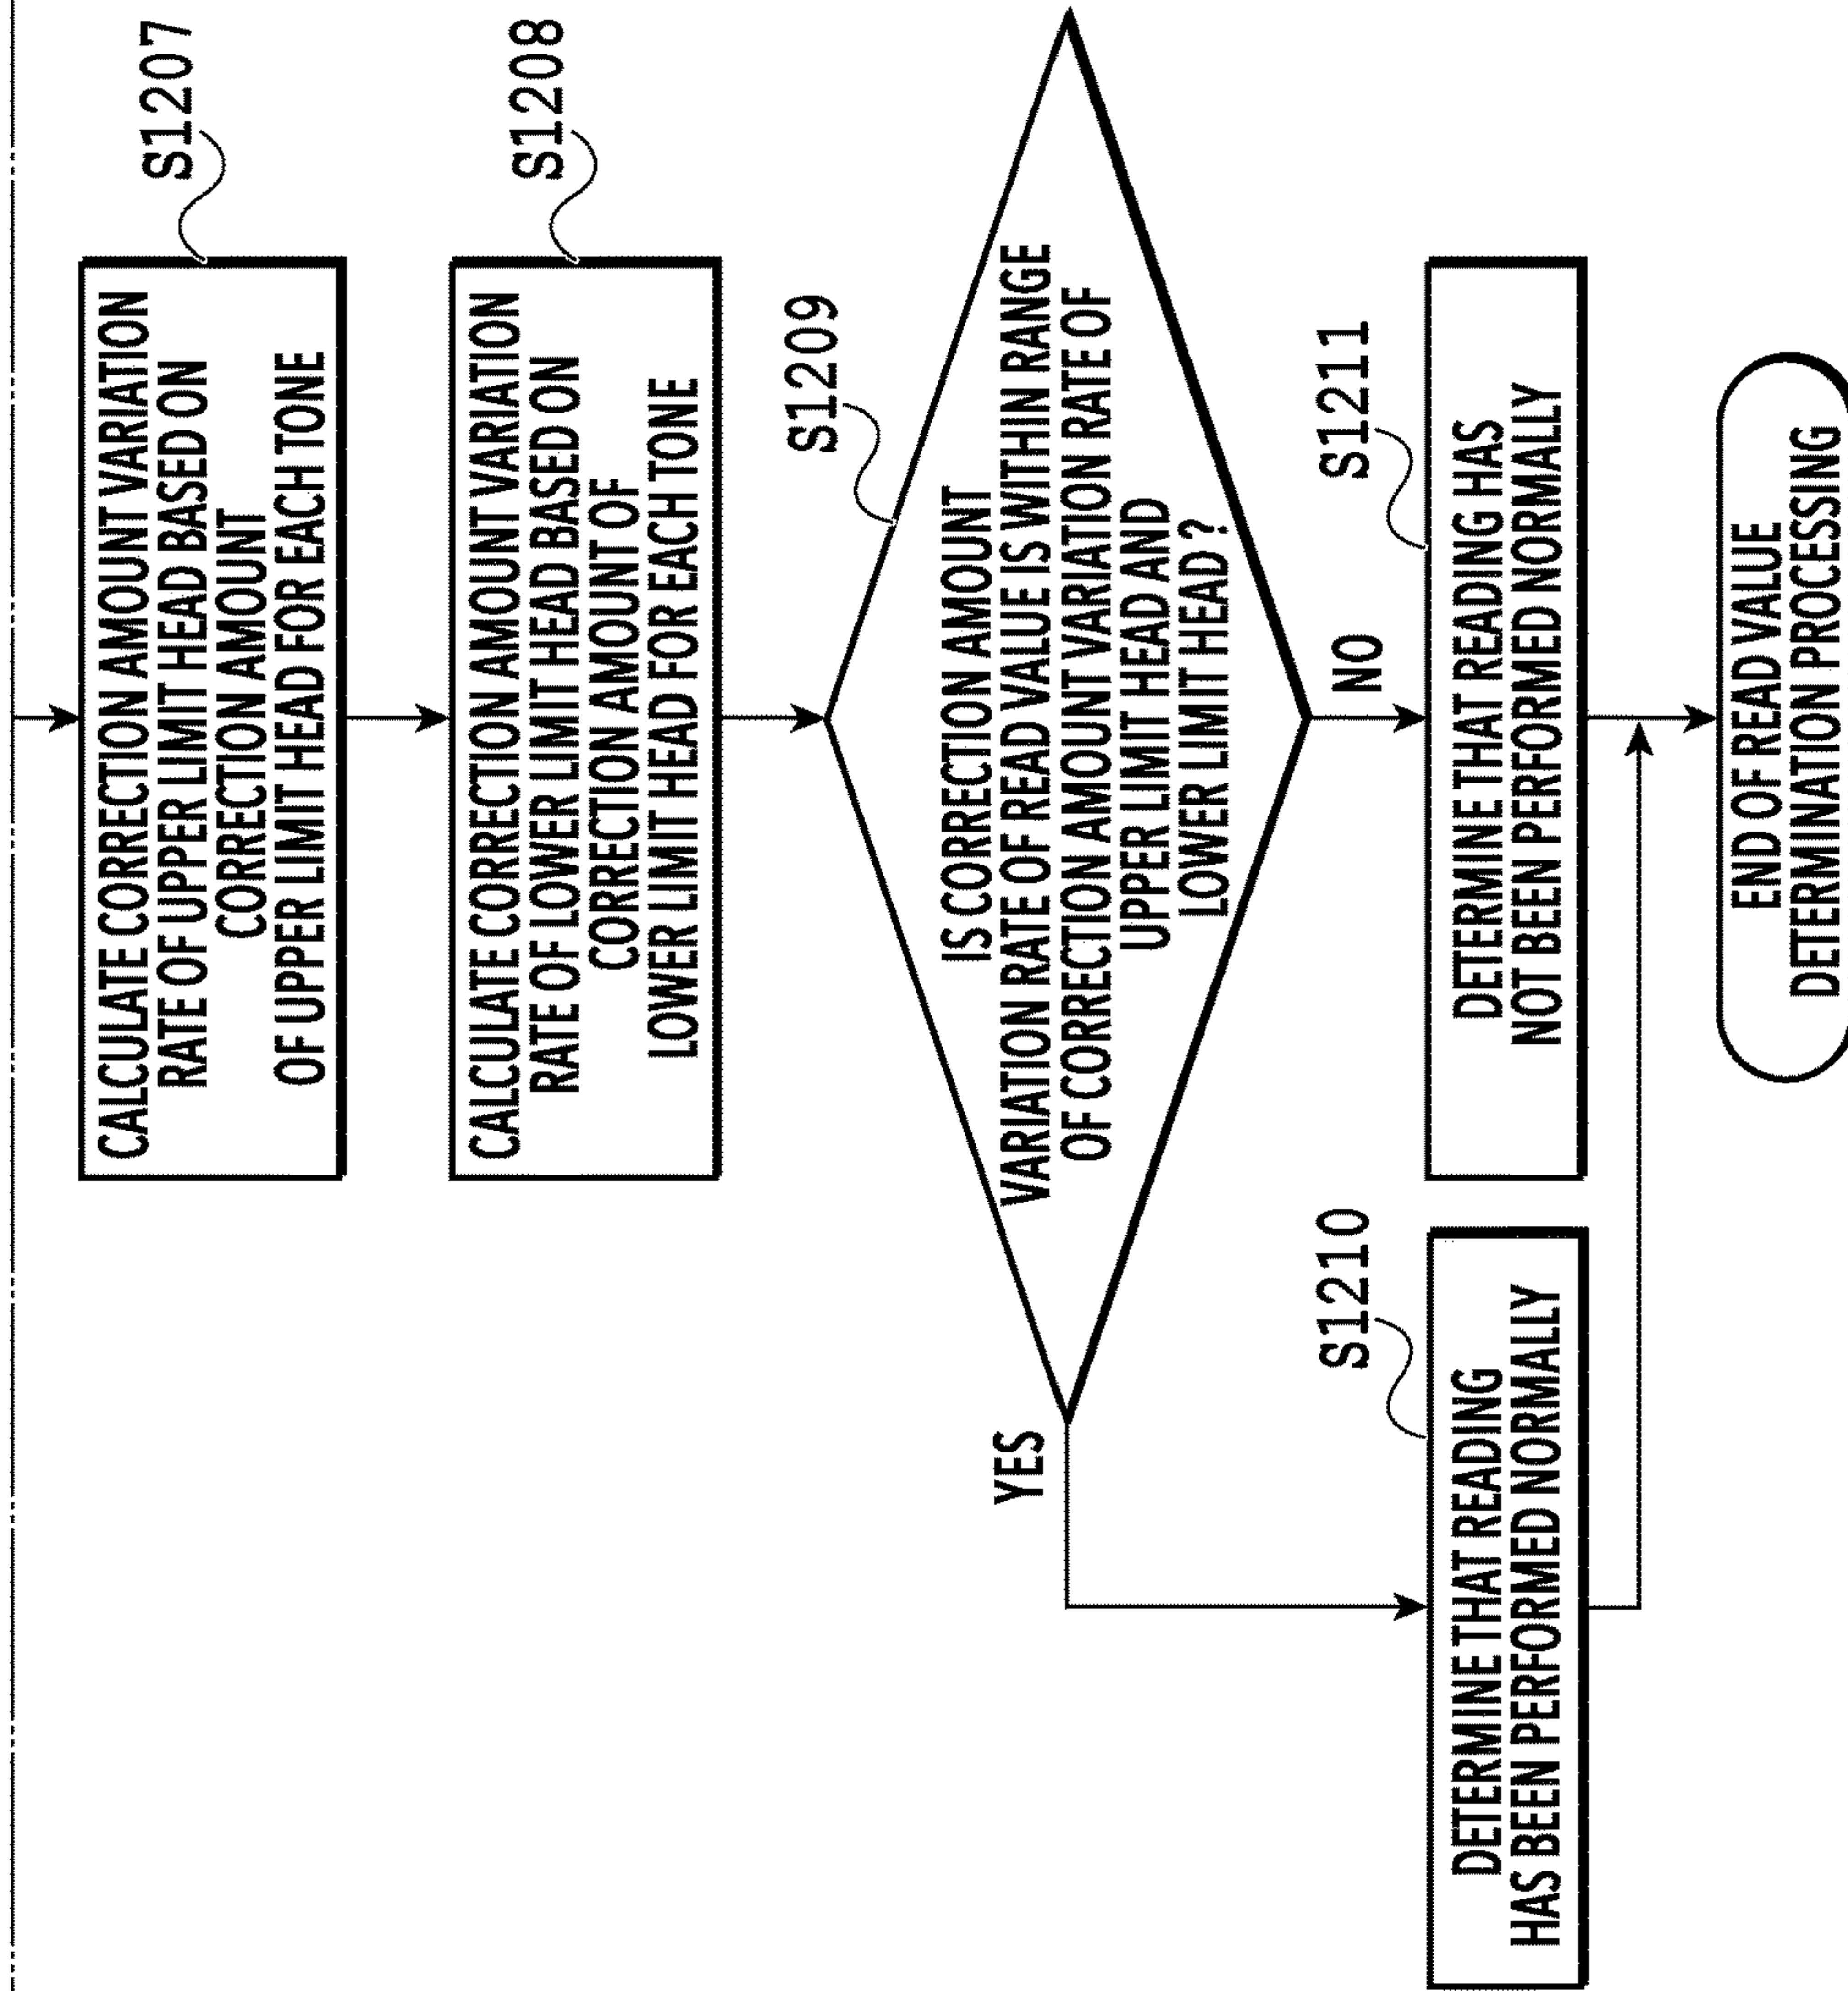 S1207
CALCULATE CORRECTION AMOUNT VARIATION
RATE OF UPPER LIMIT HEAD BASED ON
CORRECTION AMOUNT
OF UPPER LIMIT HEAD FOR EACH TONE
S1208
CALCULATE CORRECTION AMOUNT VARIATION
RATE OF LOWER LIMIT HEAD BASED ON
CORRECTION AMOUNT OF
LOWER LIMIT HEAD FOR EACH TONE
S1209
IS CORRECTION AMOUNT
VARIATION RATE OF READ VALUE IS WITHIN RANGE
OF CORRECTION AMOUNT VARIATION RATE OF
UPPER LIMIT HEAD AND
LOWER LIMIT HEAD ?
YES
NO
S1210
DETERMINE THAT READING
HAS BEEN PERFORMED NORMALLY
S1211
DETERMINE THAT READING HAS
NOT BEEN PERFORMED NORMALLY
END OF READ VALUE
DETERMINATION PROCESSING